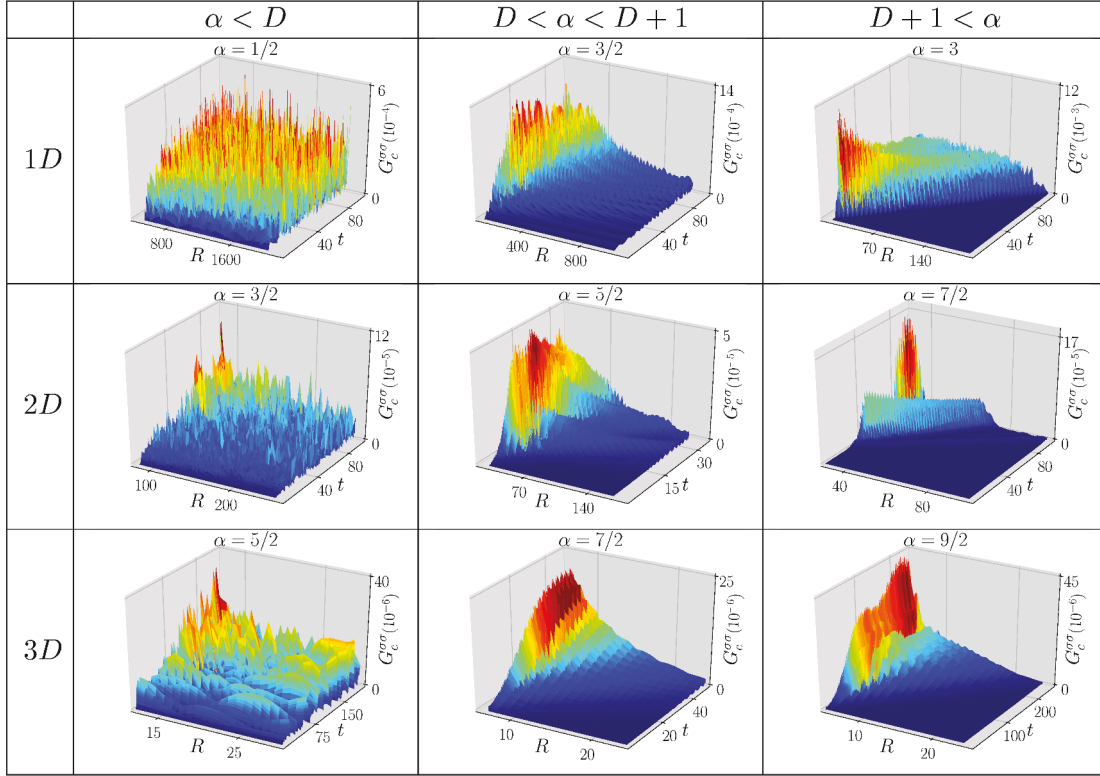 α < D
D < α < D + 1
D + 1 < α
1D
α = 1/2
6
G_c^{σσ}(10^{-4})
0
80
40
t
800
R
1600
α = 3/2
14
G_c^{σσ}(10^{-4})
0
80
40
t
400
R
800
α = 3
12
G_c^{σσ}(10^{-3})
0
80
40
t
70
R
140
2D
α = 3/2
12
G_c^{σσ}(10^{-5})
0
80
40
t
100
R
200
α = 5/2
5
G_c^{σσ}(10^{-5})
0
30
15
t
70
R
140
α = 7/2
17
G_c^{σσ}(10^{-5})
0
80
40
t
40
R
80
3D
α = 5/2
40
G_c^{σσ}(10^{-6})
0
150
75
t
15
R
25
α = 7/2
25
G_c^{σσ}(10^{-6})
0
40
20
t
10
R
20
α = 9/2
45
G_c^{σσ}(10^{-6})
0
200
100
t
10
R
20